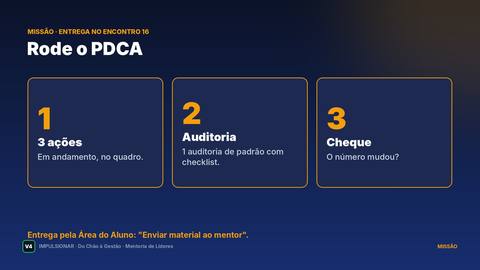 MISSÃO · ENTREGA NO ENCONTRO 16
Rode o PDCA
1
3 ações
Em andamento, no quadro.
2
Auditoria
1 auditoria de padrão com
checklist.
3
Cheque
O número mudou?
Entrega pela Área do Aluno: "Enviar material ao mentor".
V4 IMPULSIONAR · Do Chão à Gestão · Mentoria de Líderes
MISSÃO